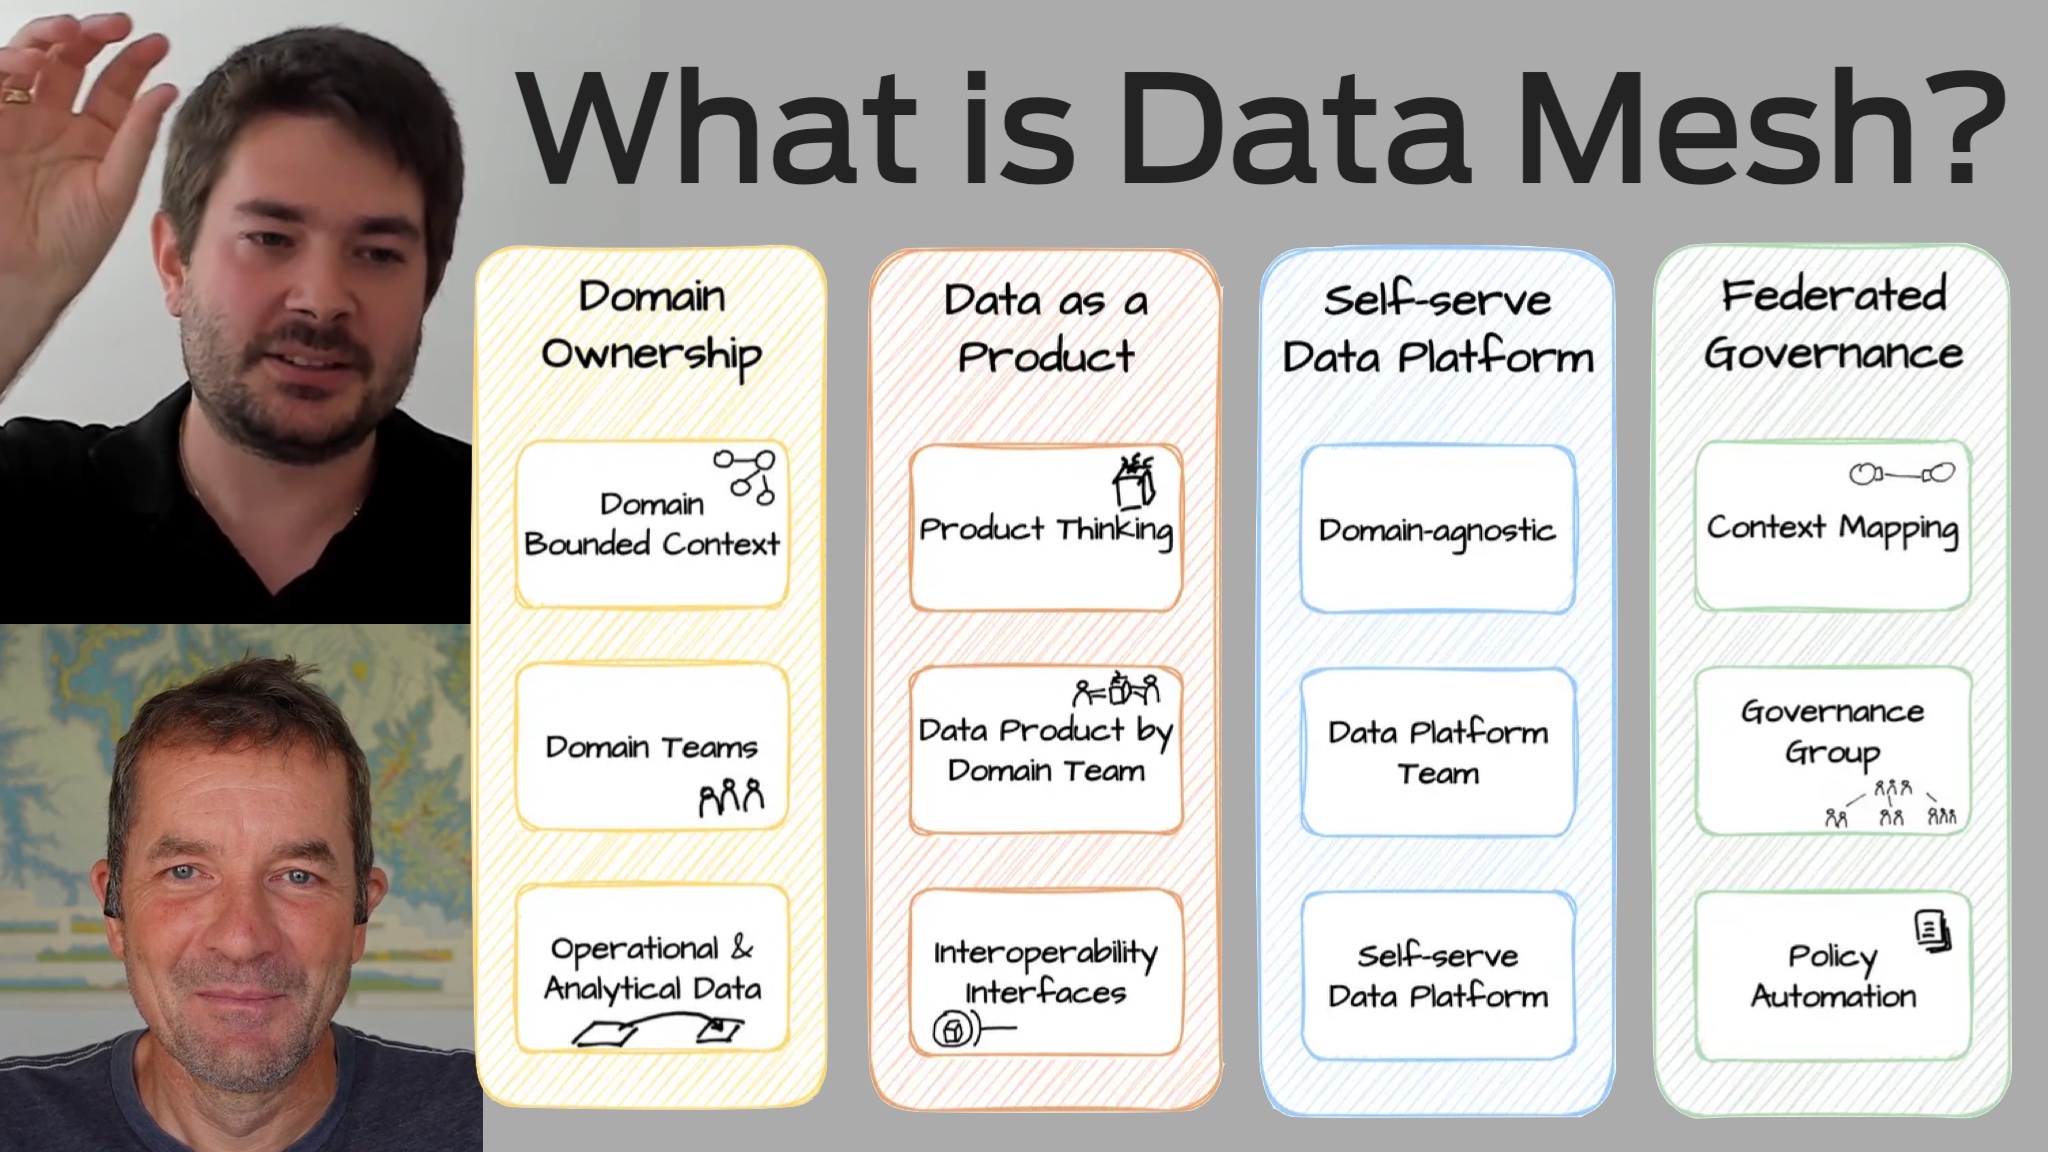 What is Data Mesh?
Domain
Ownership
Domain
Bounded Context
Domain Teams
Operational &
Analytical Data
Data as a
Product
Product Thinking
Data Product by
Domain Team
Interoperability
Interfaces
Self-serve
Data Platform
Domain-agnostic
Data Platform
Team
Self-serve
Data Platform
Federated
Governance
Context Mapping
Governance
Group
Policy
Automation